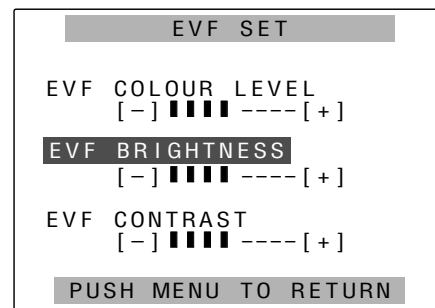 EVF SET
EVF COLOUR LEVEL
[-]▮▮▮▮----[+]
EVF BRIGHTNESS
[-]▮▮▮▮----[+]
EVF CONTRAST
[-]▮▮▮▮----[+]
PUSH MENU TO RETURN